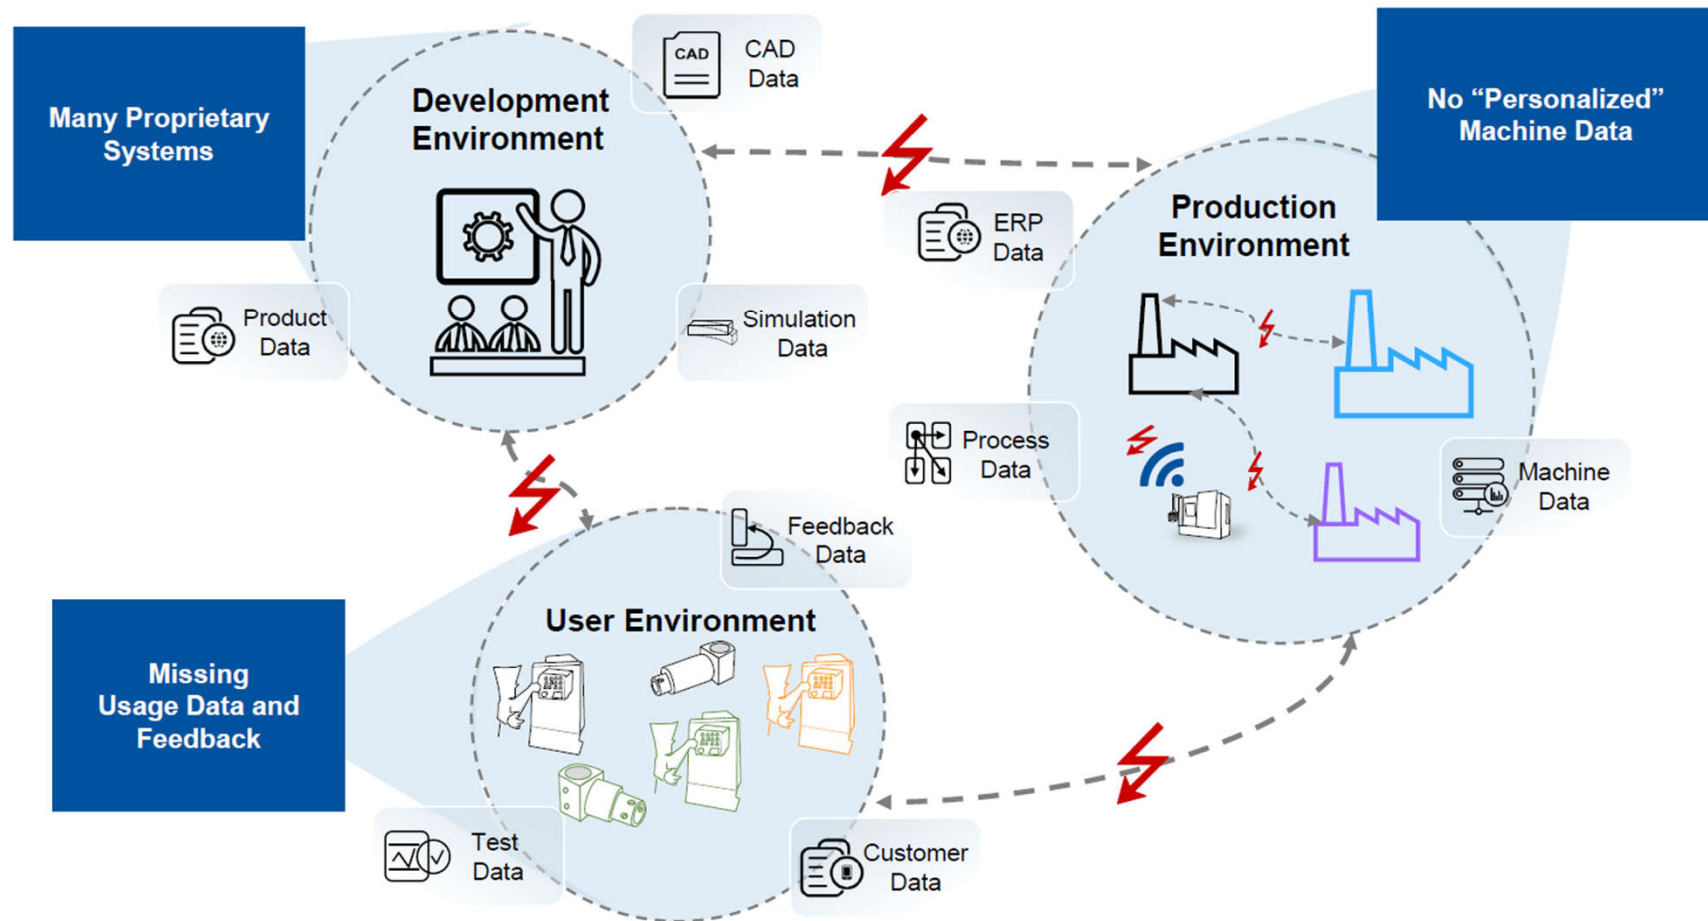 Many Proprietary
Systems
Development
Environment
CAD
CAD
Data
Product
Data
Simulation
Data
No “Personalized”
Machine Data
Production
Environment
ERP
Data
Process
Data
Machine
Data
Feedback
Data
User Environment
Missing
Usage Data and
Feedback
Test
Data
Customer
Data